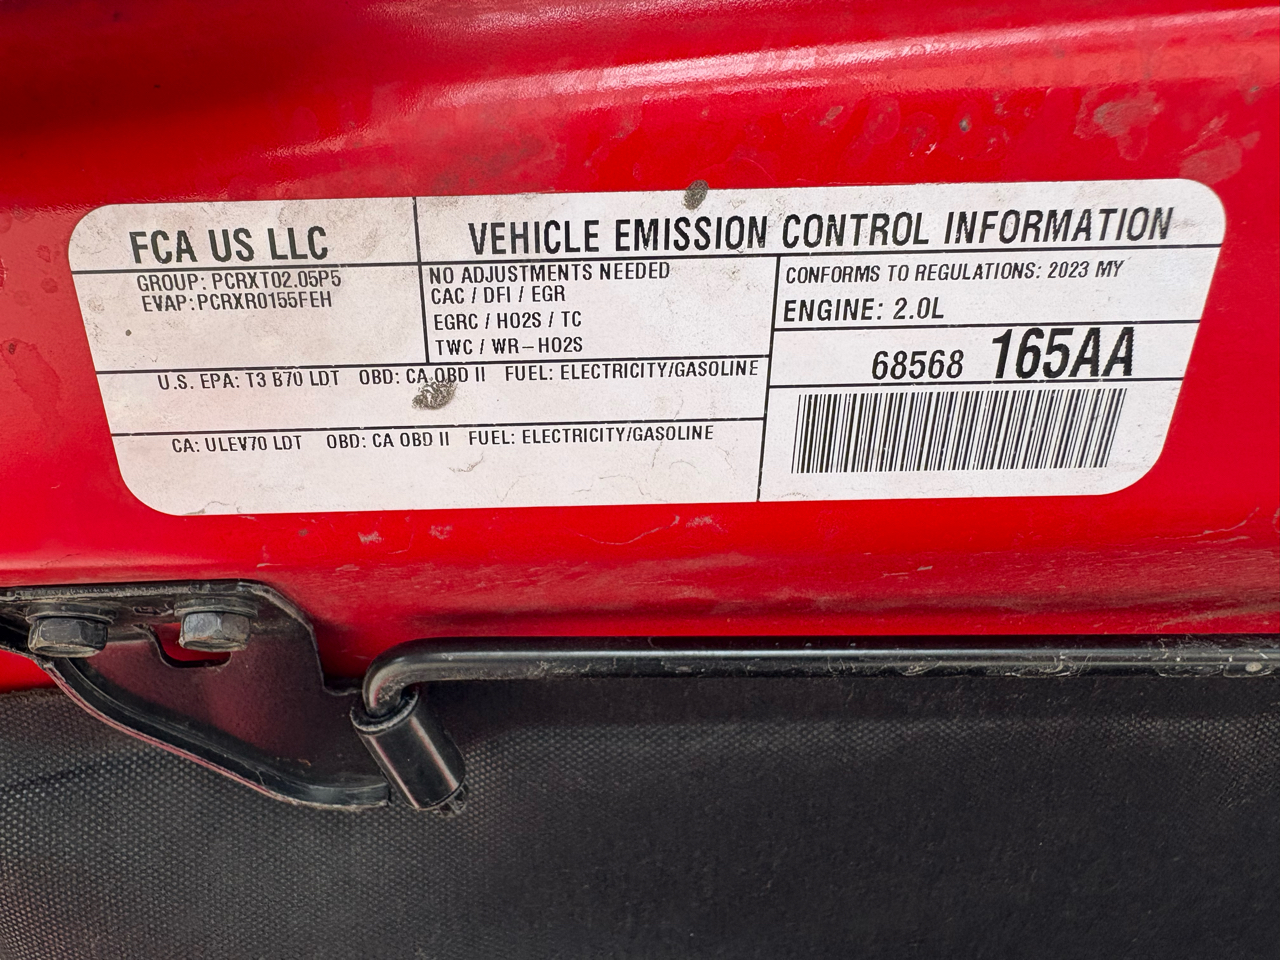 FCA US LLC
VEHICLE EMISSION CONTROL INFORMATION
GROUP: PCRXT02.05P5
EVAP: PCRXR0155FEH
NO ADJUSTMENTS NEEDED
CAC / DFI / EGR
EGRC / HO2S / TC
TWC / WR-HO2S
CONFORMS TO REGULATIONS: 2023 MY
ENGINE: 2.0L
68568 165AA
U.S. EPA: T3 B70 LDT OBD: CA OBD II FUEL: ELECTRICITY/GASOLINE
CA: ULEV70 LDT OBD: CA OBD II FUEL: ELECTRICITY/GASOLINE